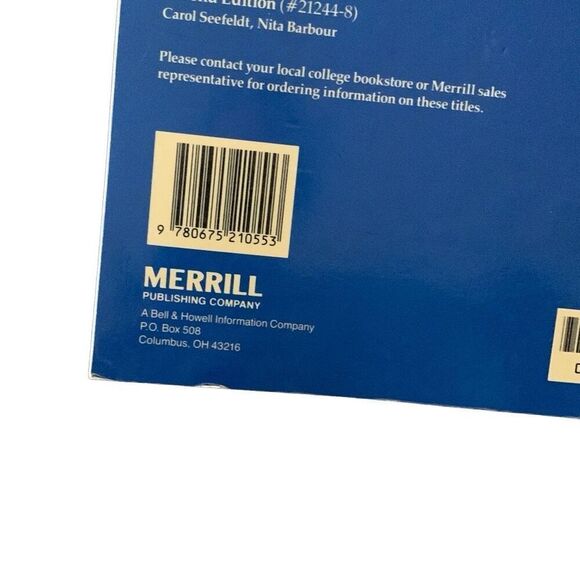 Edition (#21244-8)
Carol Seefeldt, Nita Barbour
Please contact your local college bookstore or Merrill sales
representative for ordering information on these titles.
9 780675 210553
MERRILL
PUBLISHING COMPANY
A Bell & Howell Information Company
P.O. Box 508
Columbus, OH 43216